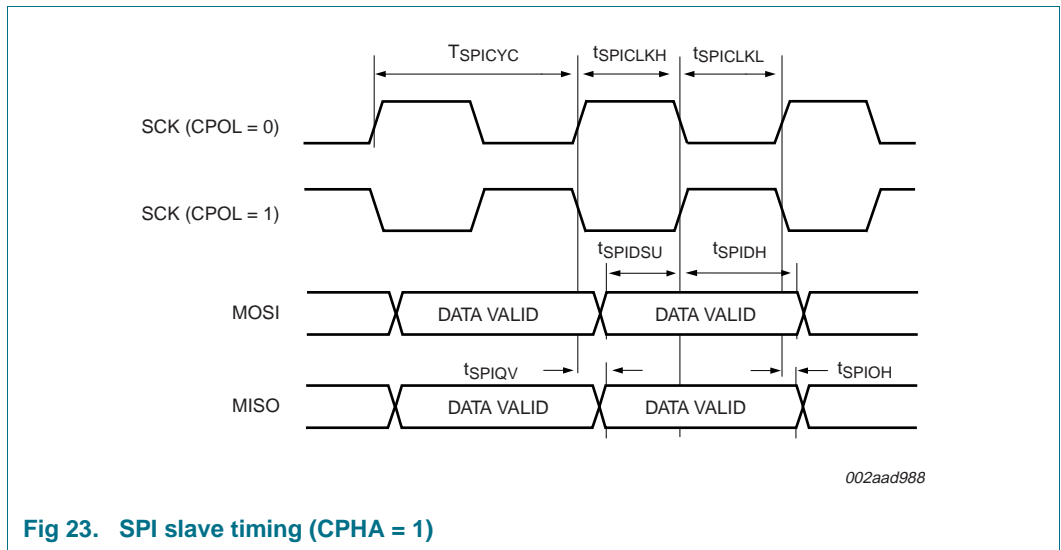 TSPICYC tSPICLKH tSPICLKL
SCK (CPOL = 0)
SCK (CPOL = 1)
tSPIDSU tSPIDH
MOSI DATA VALID DATA VALID
tSPIQV tSPIOH
MISO DATA VALID DATA VALID
002aad988
Fig 23. SPI slave timing (CPHA = 1)